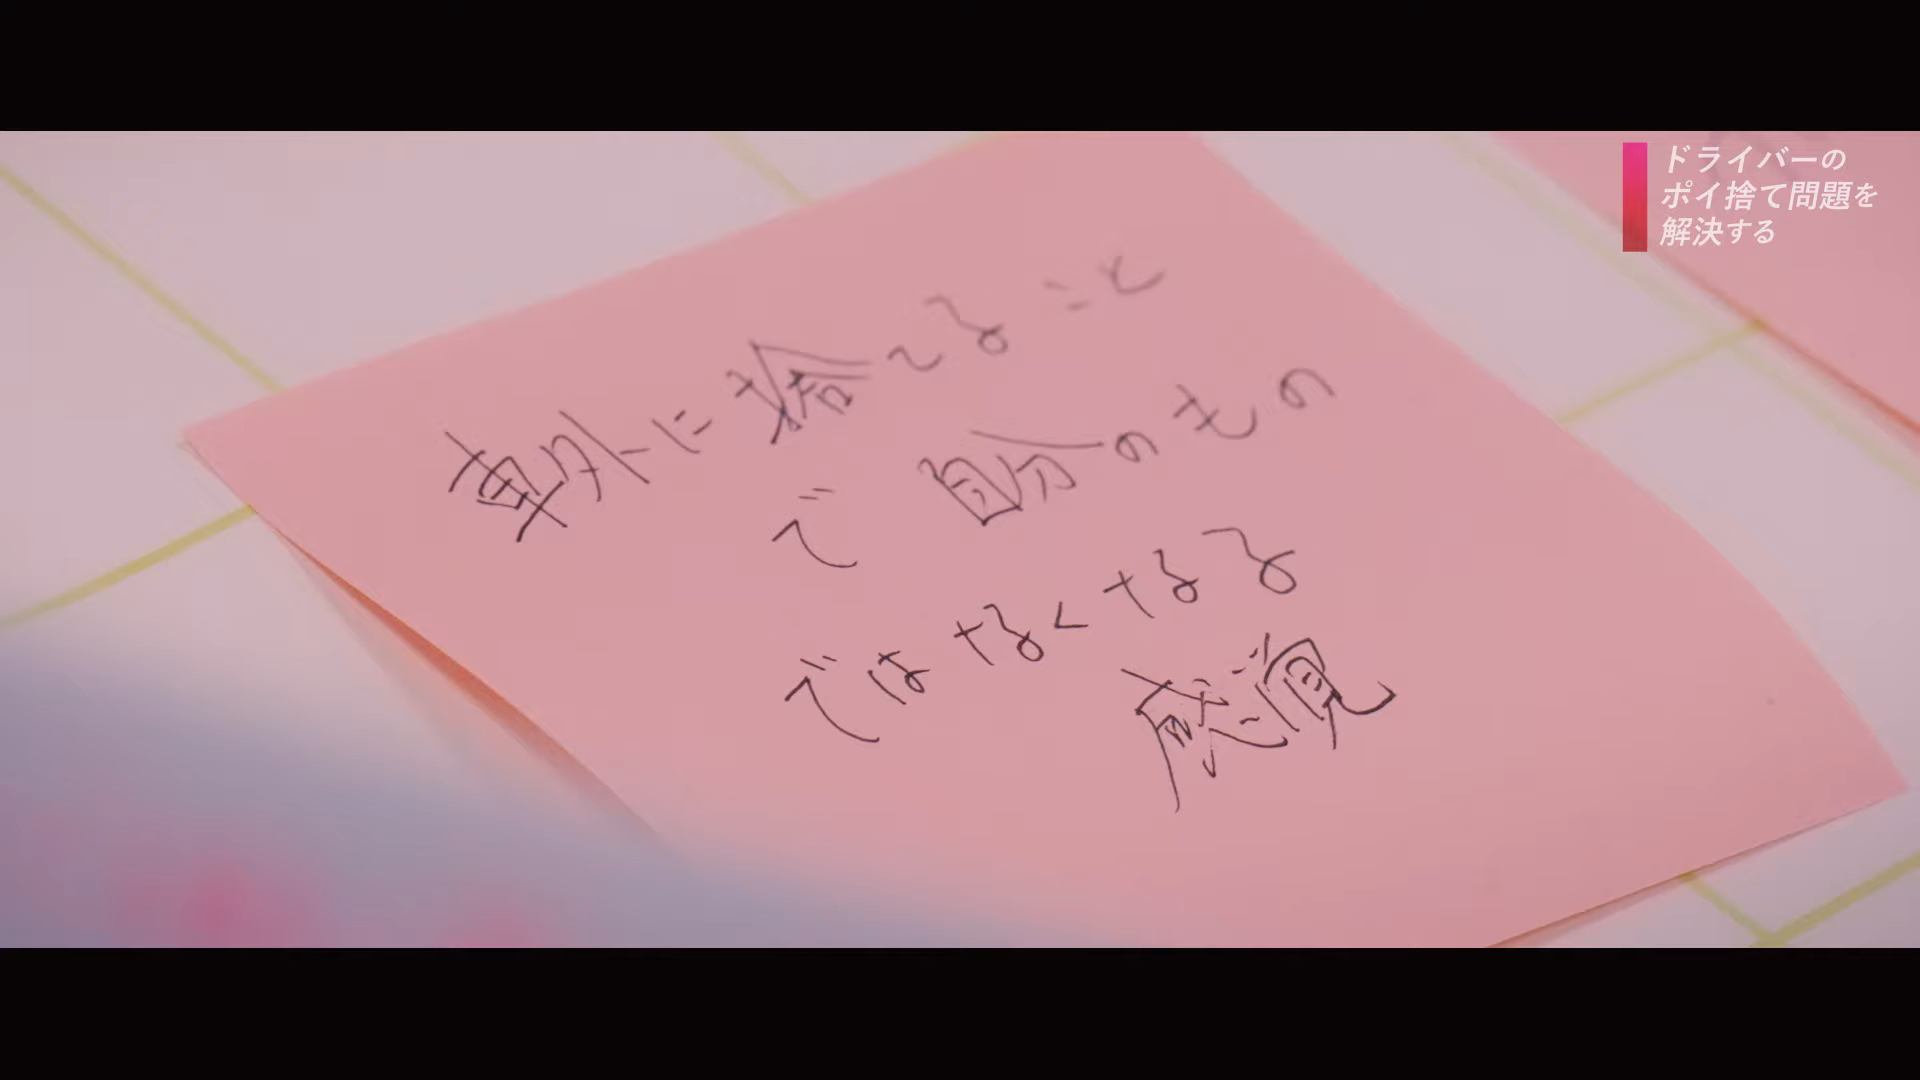 ドライバーの
ポイ捨て問題を
解決する
車外に捨てること
で自分のもの
ではなくなる
感覚